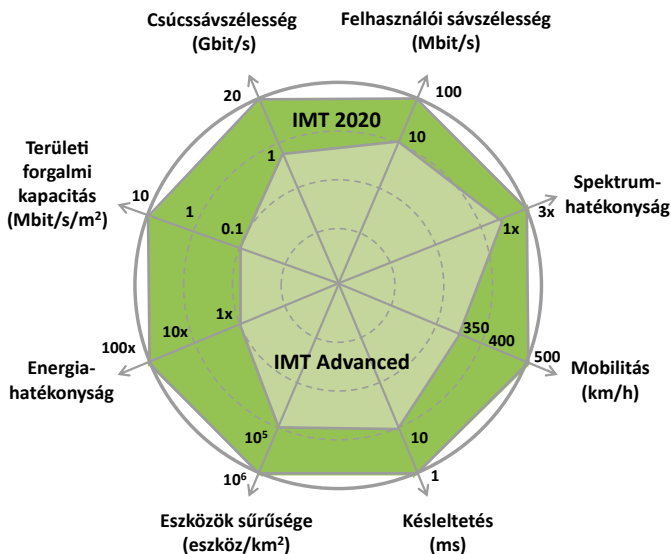 Csúcssávszélesség
(Gbit/s)
Felhasználói sávszélesség
(Mbit/s)
20
100
IMT 2020
1
10
Területi
forgalmi
kapacitás
(Mbit/s/m²)
10
1
0.1
Spektrum-
hatékonyság
3x
1x
1x
10x
100x
Energia-
hatékonyság
350
400
500
Mobilitás
(km/h)
IMT Advanced
10⁵
10
10⁶
1
Eszközök sűrűsége
(eszköz/km²)
Késleltetés
(ms)